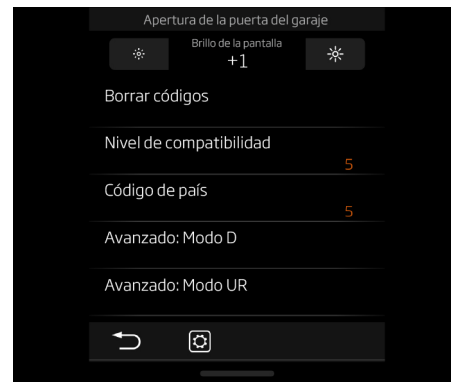 Apertura de la puerta del garaje
Brillo de la pantalla
+1
Borrar códigos
Nivel de compatibilidad
5
Código de país
5
Avanzado: Modo D
Avanzado: Modo UR